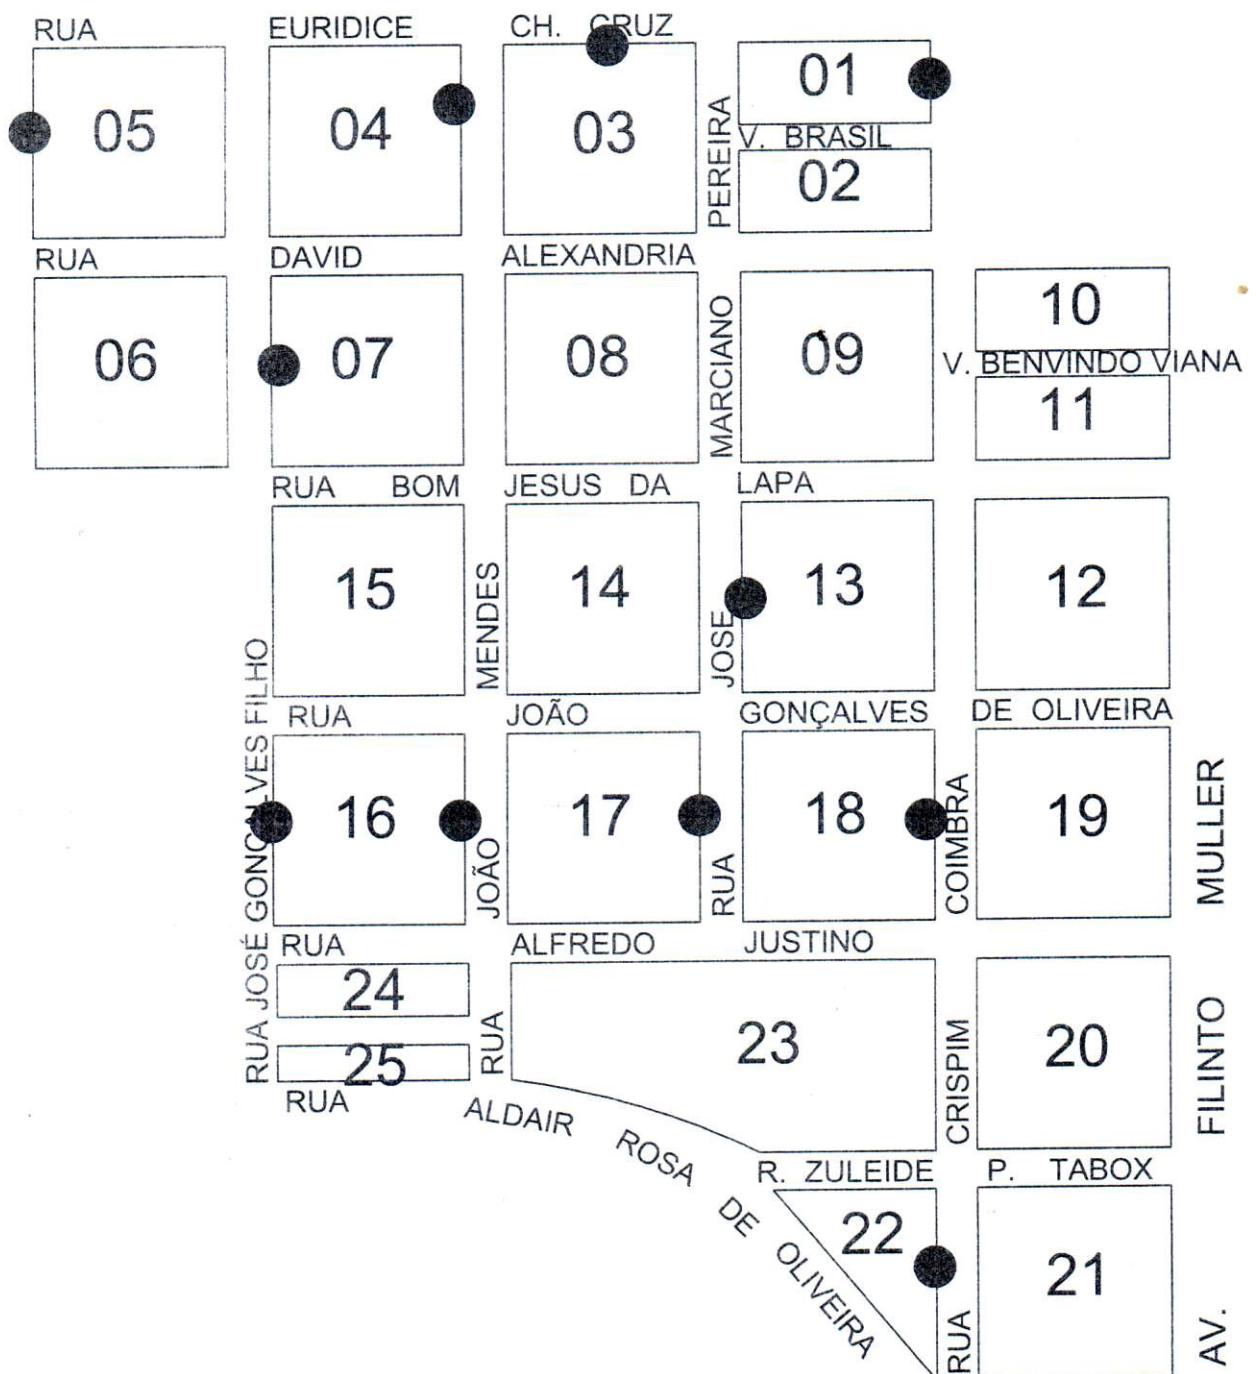 RUA EURIDICE CH. CRUZ
05 04 03 01
V. BRASIL
02
RUA DAVID ALEXANDRIA
06 07 08 09 10
V. BENVINDO VIANA
11
RUA BOM JESUS DA LAPA
15 14 13 12
RUA JOÃO GONÇALVES DE OLIVEIRA
16 17 18 19
RUA ALFREDO JUSTINO
24 23 20
25
RUA ALDAIR ROSA DE OLIVEIRA
R. ZULEIDE P. TABOX
22 21
RUA JOSÉ GONÇALVES FILHO
RUA JOÃO MENDES
RUA JOSE MARCIANO PEREIRA
RUA CRISPIM COIMBRA
AV. FILINTO MULLER